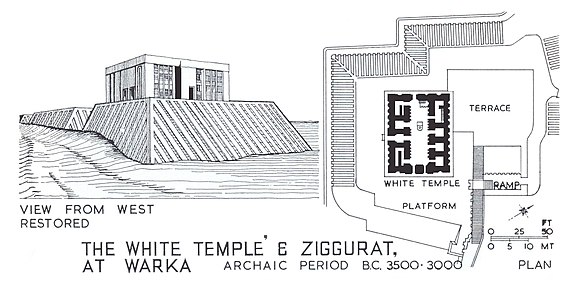 VIEW FROM WEST
RESTORED
TERRACE
WHITE TEMPLE
RAMP
PLATFORM
FT
0 25 50
0 5 10 MT
THE WHITE TEMPLE & ZIGGURAT,
AT WARKA ARCHAIC PERIOD B.C. 3500-3000 PLAN